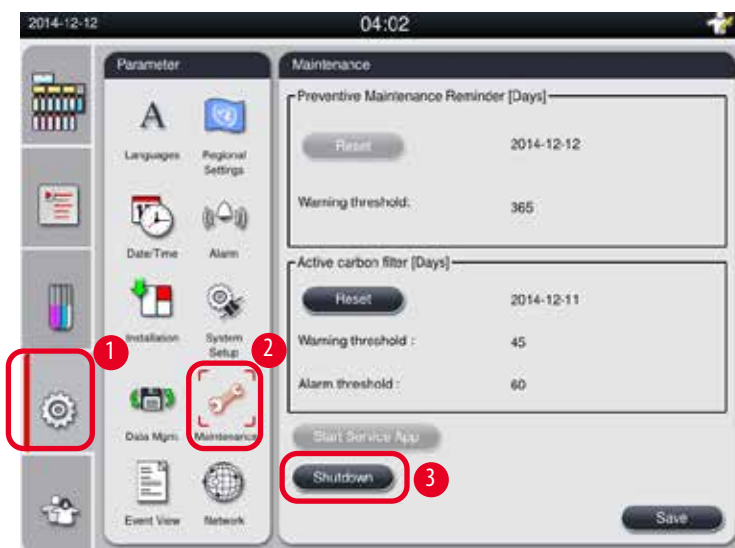 2014-12-12
04:02
Parameter
Languages
Regional
Settings
Date/Time
Alarm
Installation
System
Setup
Data Mgm.
Maintenance
Event View
Network
Maintenance
Preventive Maintenance Reminder [Days]
Reset
2014-12-12
Warning threshold:
365
Active carbon filter [Days]
Reset
2014-12-11
Warning threshold :
45
Alarm threshold :
60
Start Service App
Shutdown
Save
1
2
3